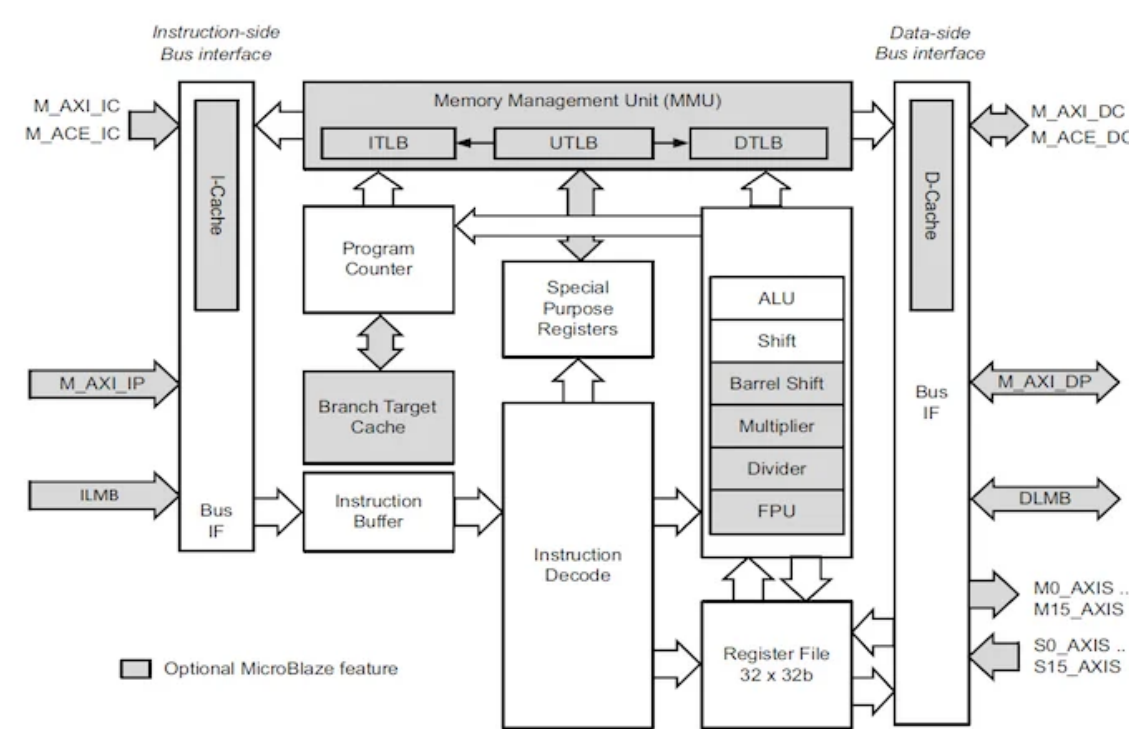 Instruction-side
Bus interface
Data-side
Bus interface
M_AXI_IC
M_ACE_IC
I-Cache
Memory Management Unit (MMU)
ITLB
UTLB
DTLB
D-Cache
M_AXI_DC
M_ACE_DC
Program
Counter
Special
Purpose
Registers
ALU
Shift
Barrel Shift
Multiplier
Divider
FPU
M_AXI_IP
Branch Target
Cache
Bus
IF
M_AXI_DP
ILMB
Bus
IF
Instruction
Buffer
Instruction
Decode
DLMB
M0_AXIS ..
M15_AXIS
S0_AXIS ..
S15_AXIS
Register File
32 x 32b
Optional MicroBlaze feature